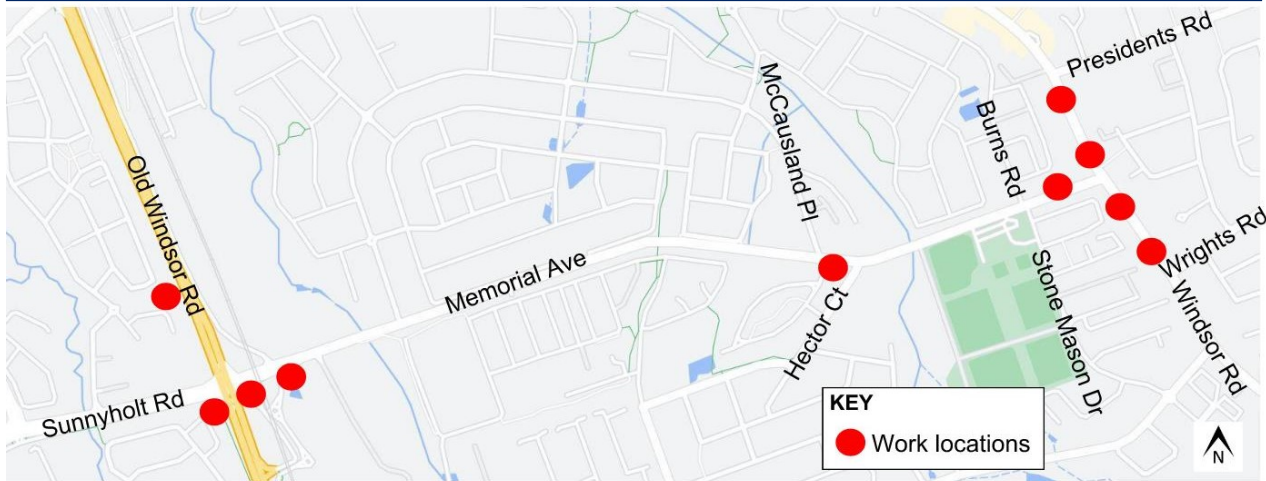 Presidents Rd
McCausland Pl
Burns Rd
Old Windsor Rd
Wrights Rd
Memorial Ave
Stone Mason Dr
Windsor Rd
Hector Ct
Sunnyholt Rd
KEY
Work locations
N